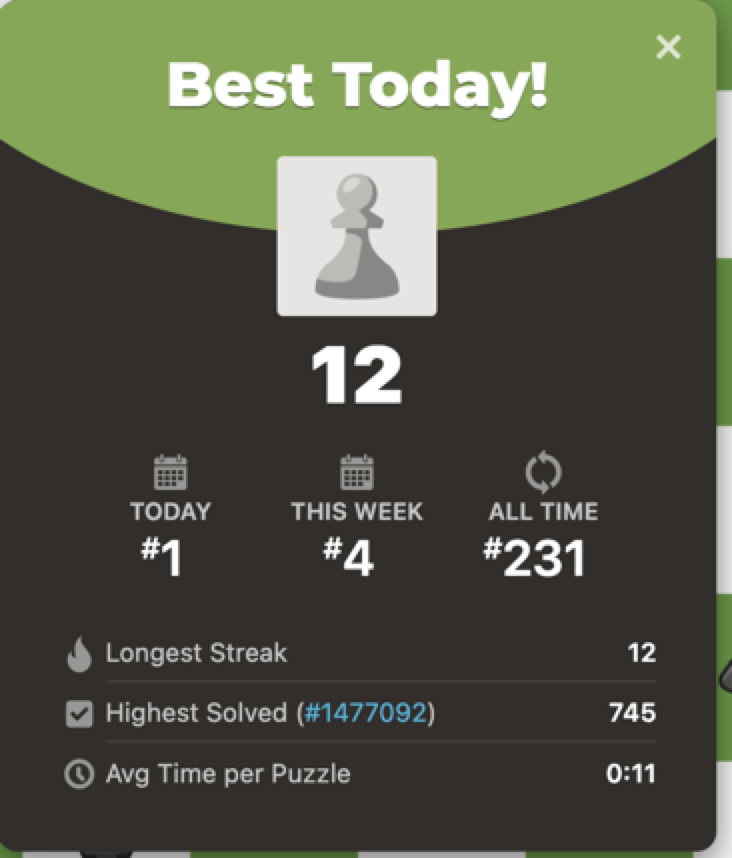 Best Today!
12
TODAY THIS WEEK ALL TIME
#1 #4 #231
Longest Streak 12
Highest Solved (#1477092) 745
Avg Time per Puzzle 0:11